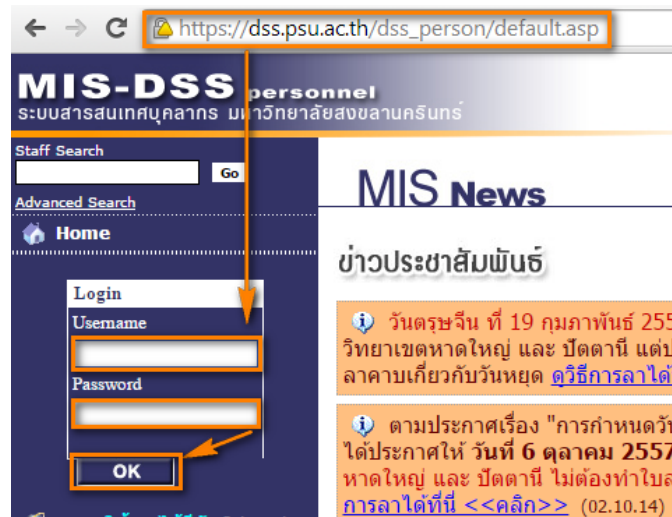 https://dss.psu.ac.th/dss_person/default.asp
MIS-DSS personnel
ระบบสารสนเทศบุคลากร มหาวิทยาลัยสงขลานครินทร์
Staff Search
Go
Advanced Search
Home
Login
Username
Password
OK
MIS News
ข่าวประชาสัมพันธ์
วันตรุษจีน ที่ 19 กุมภาพันธ์ 255
วิทยาเขตหาดใหญ่ และ ปัตตานี แต่
ลาคาบเกี่ยวกับวันหยุด ดูวิธีการลาได้
ตามประกาศเรื่อง "การกำหนดวั
ได้ประกาศให้ วันที่ 6 ตุลาคม 2557
หาดใหญ่ และ ปัตตานี ไม่ต้องทำใบล
การลาได้ที่นี่ <<คลิก>> (02.10.14)